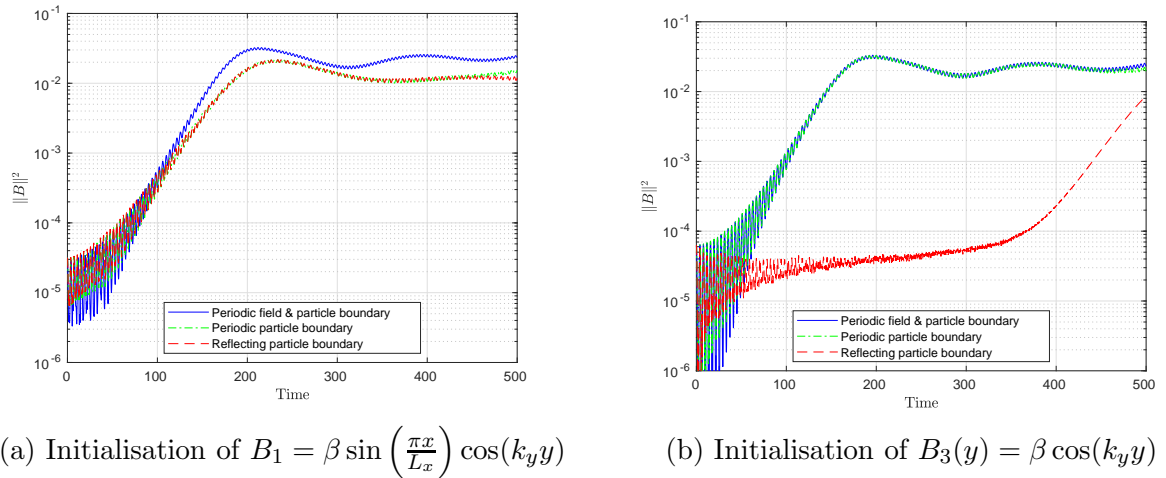 10^-1
10^-2
10^-3
10^-4
10^-5
10^-6
‖B‖²
0 100 200 300 400 500
Time
Periodic field & particle boundary
Periodic particle boundary
Reflecting particle boundary
10^-1
10^-2
10^-3
10^-4
10^-5
10^-6
‖B‖²
0 100 200 300 400 500
Time
Periodic field & particle boundary
Periodic particle boundary
Reflecting particle boundary
(a) Initialisation of B₁ = β sin(πx/Lₓ) cos(k_y y)
(b) Initialisation of B₃(y) = β cos(k_y y)